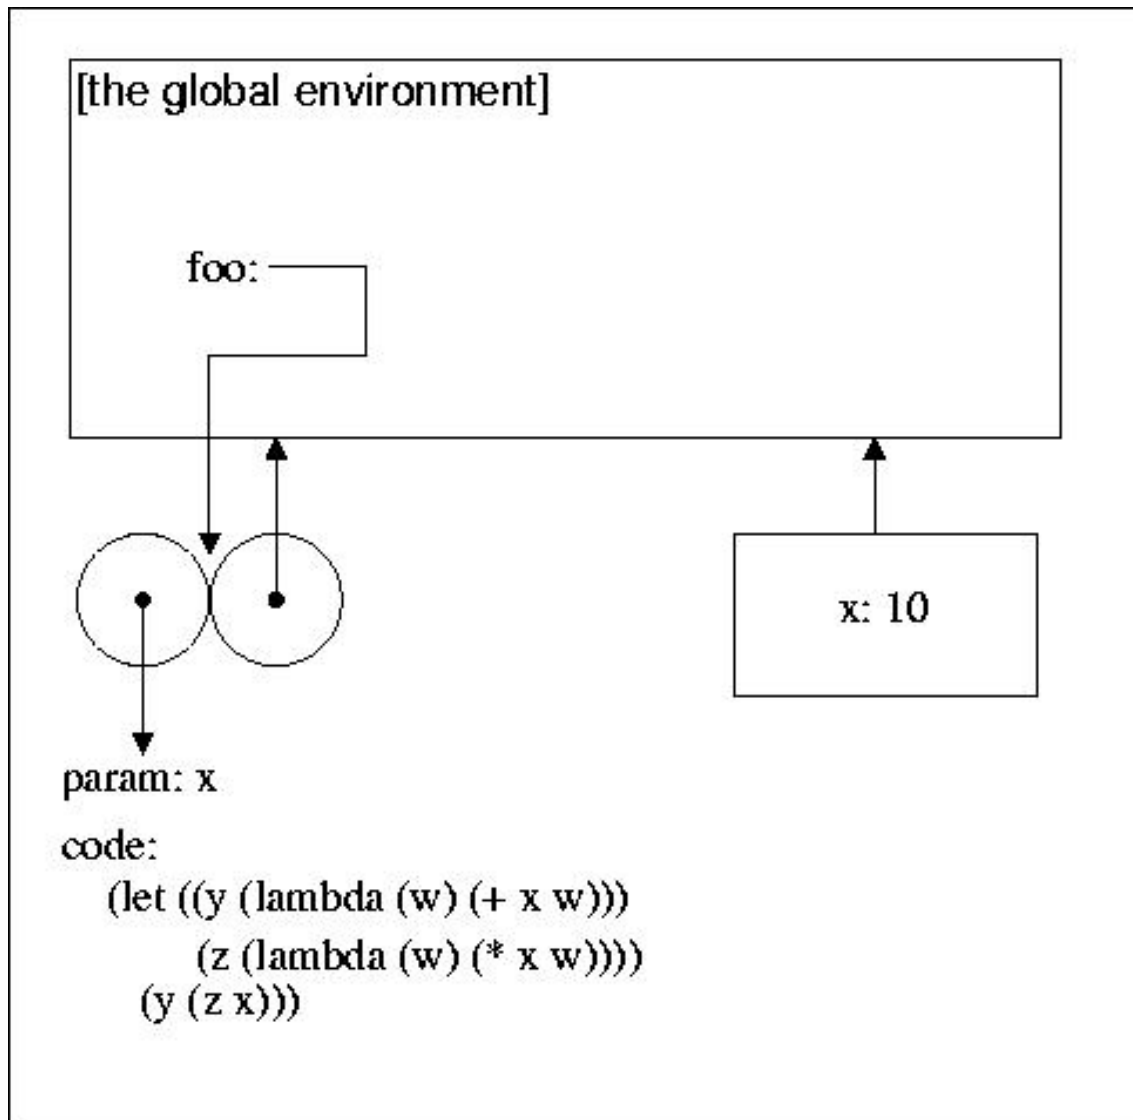 [the global environment]
foo:
x: 10
param: x
code:
(let ((y (lambda (w) (+ x w)))
(z (lambda (w) (* x w))))
(y (z x)))